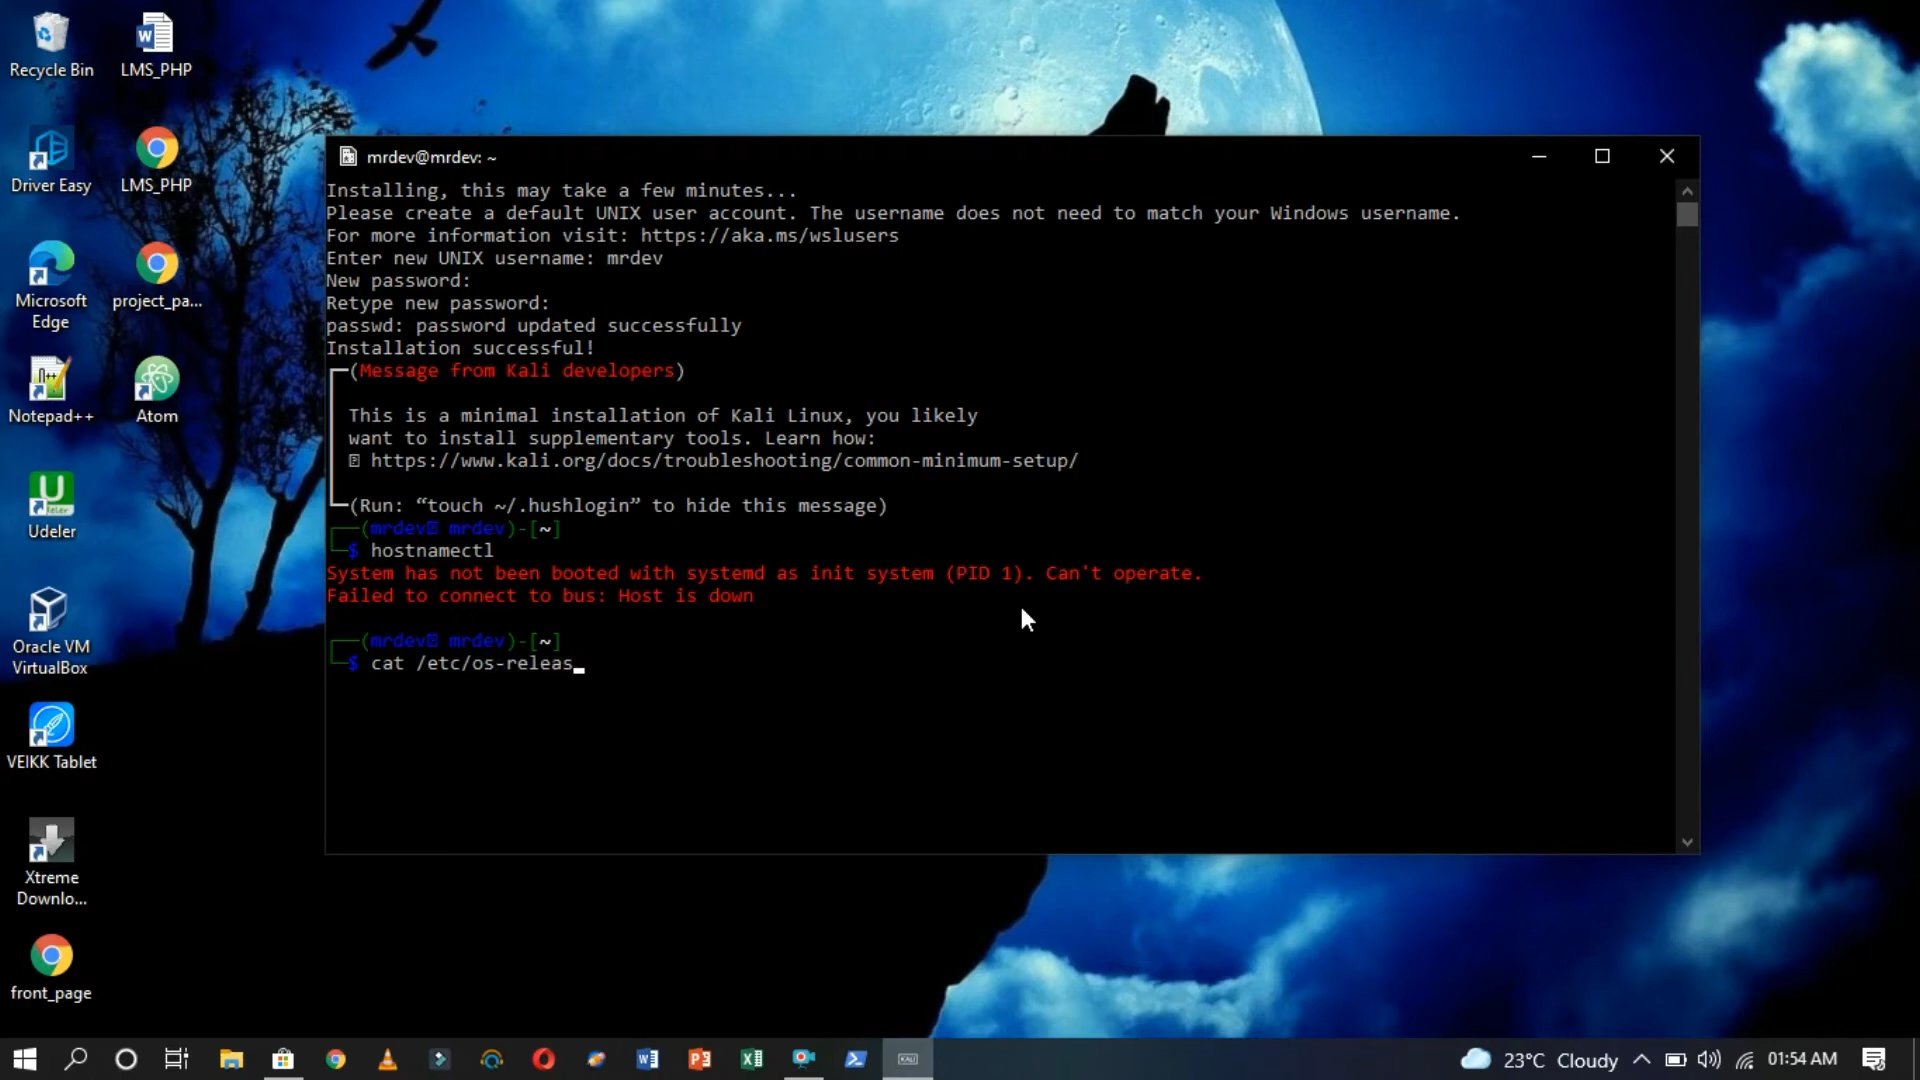 Recycle Bin
LMS_PHP
Driver Easy
LMS_PHP
Microsoft
Edge
project_pa...
Notepad++
Atom
Udeler
Oracle VM
VirtualBox
VEIKK Tablet
Xtreme
Downlo...
front_page
mrdev@mrdev: ~
Installing, this may take a few minutes...
Please create a default UNIX user account. The username does not need to match your Windows username.
For more information visit: https://aka.ms/wslusers
Enter new UNIX username: mrdev
New password:
Retype new password:
passwd: password updated successfully
Installation successful!
(Message from Kali developers)
This is a minimal installation of Kali Linux, you likely
want to install supplementary tools. Learn how:
https://www.kali.org/docs/troubleshooting/common-minimum-setup/
(Run: “touch ~/.hushlogin” to hide this message)
(mrdev mrdev)-[~]
$ hostnamectl
System has not been booted with systemd as init system (PID 1). Can't operate.
Failed to connect to bus: Host is down
(mrdev mrdev)-[~]
$ cat /etc/os-releas
23°C Cloudy
01:54 AM